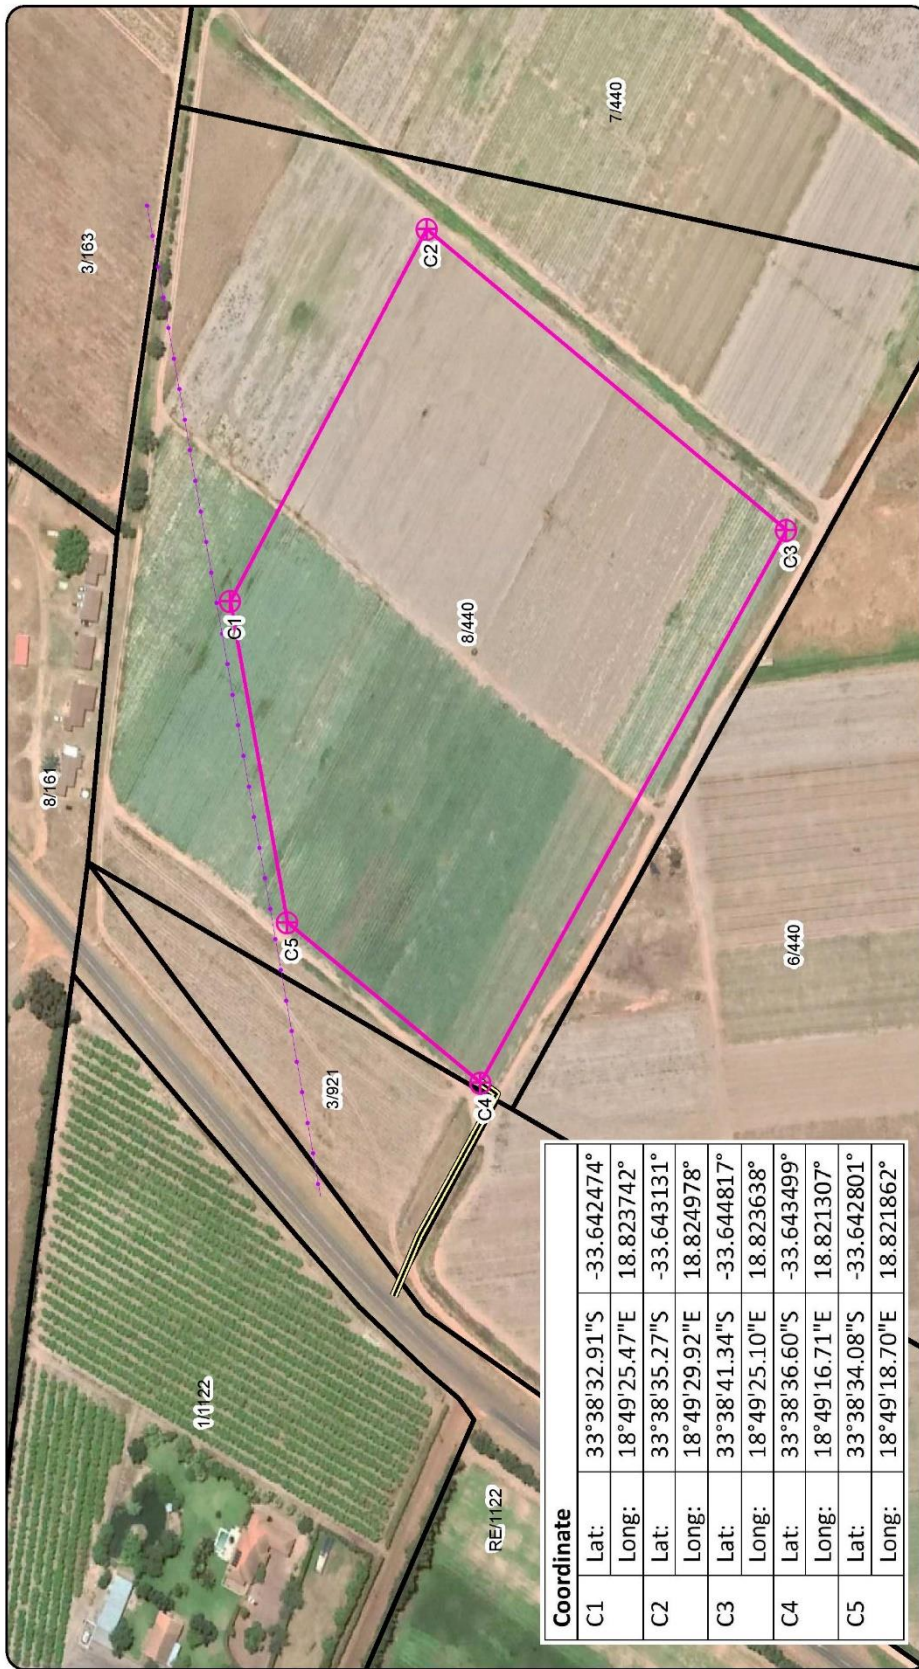 3/163
7/440
C2
C1
8/161
8/440
C3
C5
3/921
6/440
C4
1/1122
RE/1122
Coordinate
C1 Lat: 33°38'32.91"S -33.642474°
Long: 18°49'25.47"E 18.823742°
C2 Lat: 33°38'35.27"S -33.643131°
Long: 18°49'29.92"E 18.824978°
C3 Lat: 33°38'41.34"S -33.644817°
Long: 18°49'25.10"E 18.823638°
C4 Lat: 33°38'36.60"S -33.643499°
Long: 18°49'16.71"E 18.821307°
C5 Lat: 33°38'34.08"S -33.642801°
Long: 18°49'18.70"E 18.821862°